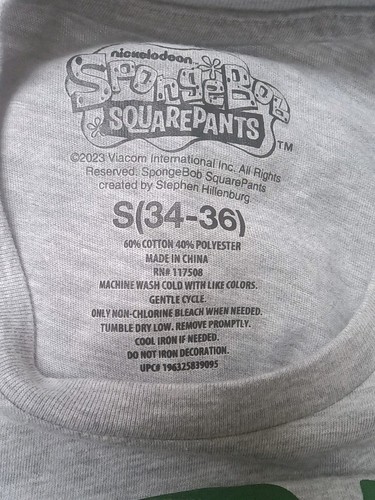 nickelodeon
SPONGEBOB
SQUAREPANTS
TM
©2023 Viacom International Inc. All Rights
Reserved. SpongeBob SquarePants
created by Stephen Hillenburg.
S(34-36)
60% COTTON 40% POLYESTER
MADE IN CHINA
RN# 117508
MACHINE WASH COLD WITH LIKE COLORS.
GENTLE CYCLE.
ONLY NON-CHLORINE BLEACH WHEN NEEDED.
TUMBLE DRY LOW. REMOVE PROMPTLY.
COOL IRON IF NEEDED.
DO NOT IRON DECORATION.
UPC# 196325839095